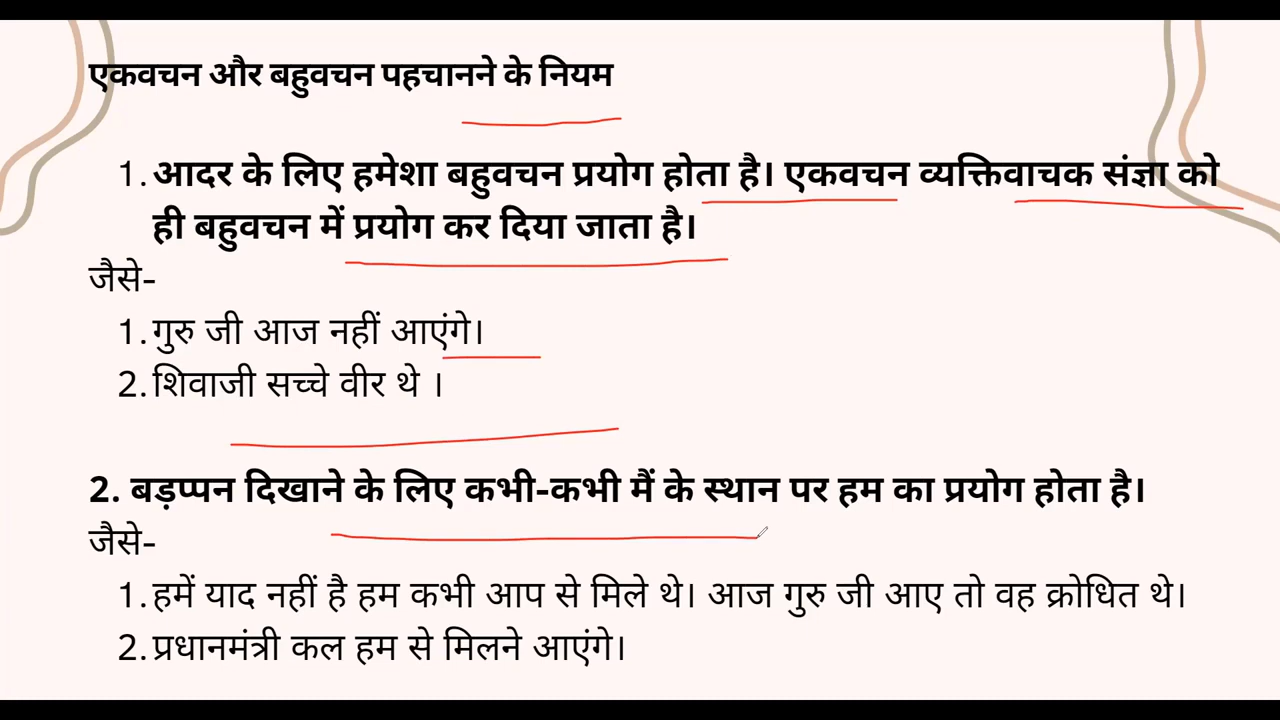 एकवचन और बहुवचन पहचानने के नियम
1. आदर के लिए हमेशा बहुवचन प्रयोग होता है। एकवचन व्यक्तिवाचक संज्ञा को
ही बहुवचन में प्रयोग कर दिया जाता है।
जैसे-
1. गुरु जी आज नहीं आएंगे।
2. शिवाजी सच्चे वीर थे ।
2. बड़प्पन दिखाने के लिए कभी-कभी मैं के स्थान पर हम का प्रयोग होता है।
जैसे-
1. हमें याद नहीं है हम कभी आप से मिले थे। आज गुरु जी आए तो वह क्रोधित थे।
2. प्रधानमंत्री कल हम से मिलने आएंगे।